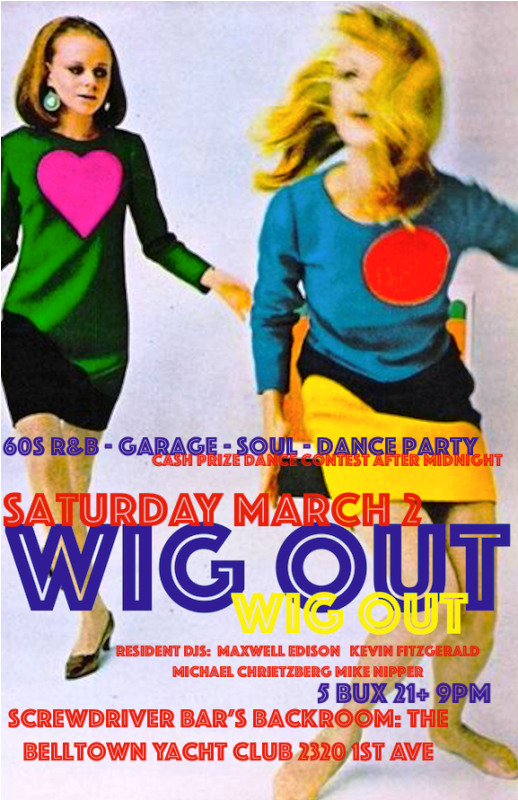 60S R&B - GARAGE - SOUL - DANCE PARTY
CASH PRIZE DANCE CONTEST AFTER MIDNIGHT
SATURDAY MARCH 2
WIG OUT
WIG OUT
RESIDENT DJS: MAXWELL EDISON KEVIN FITZGERALD
MICHAEL CHRIETZBERG MIKE NIPPER
5 BUX 21+ 9PM
SCREWDRIVER BAR'S BACKROOM: THE
BELLTOWN YACHT CLUB 2320 1ST AVE